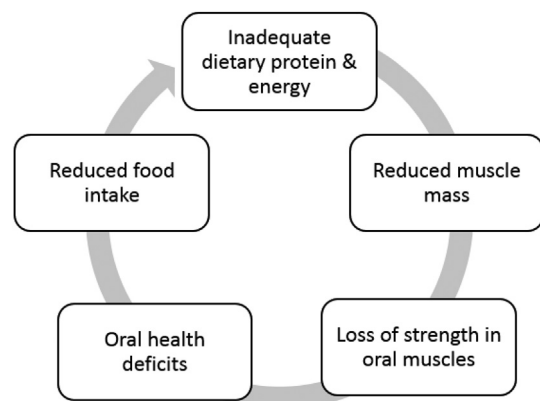 Inadequate
dietary protein &
energy
Reduced muscle
mass
Loss of strength in
oral muscles
Oral health
deficits
Reduced food
intake